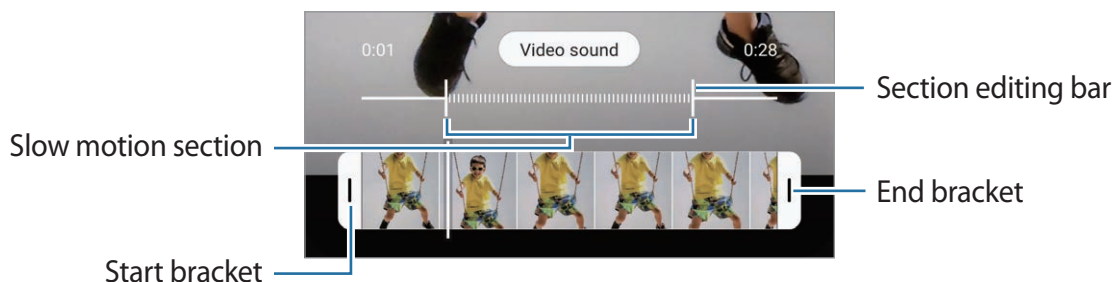 0:01
Video sound
0:28
Section editing bar
Slow motion section
End bracket
Start bracket